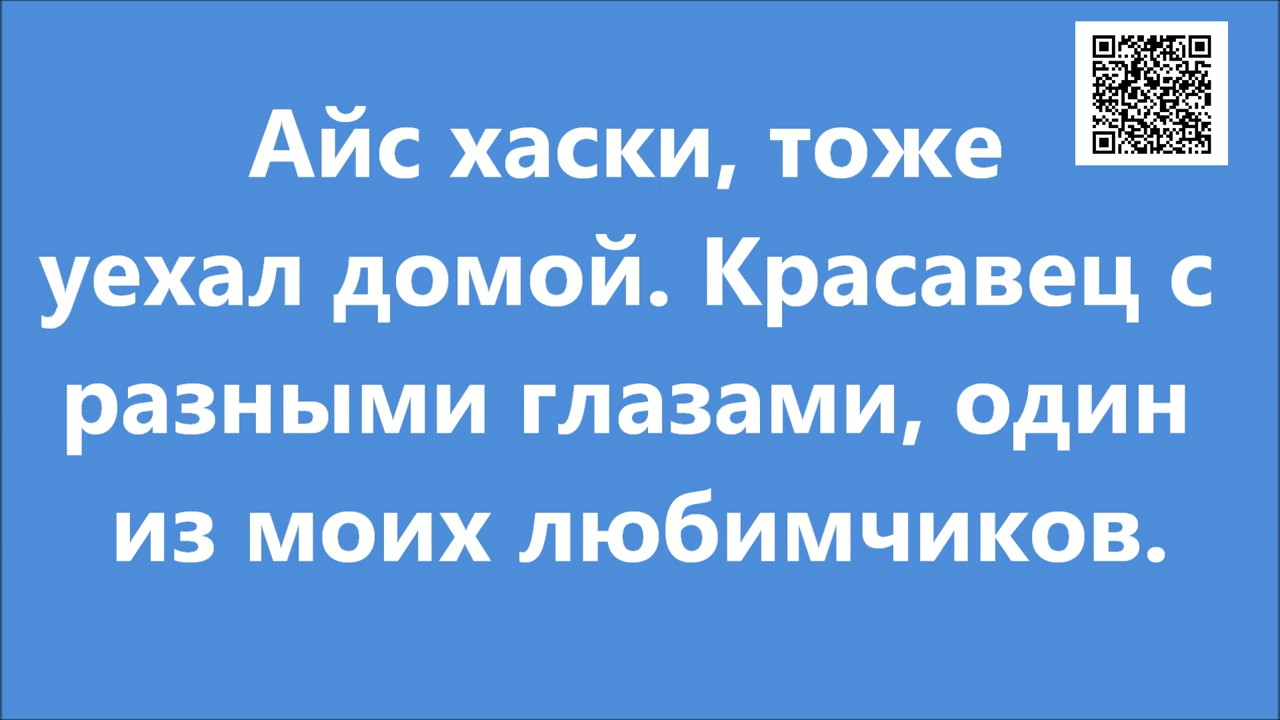 Айс хаски, тоже
уехал домой. Красавец с
разными глазами, один
из моих любимчиков.